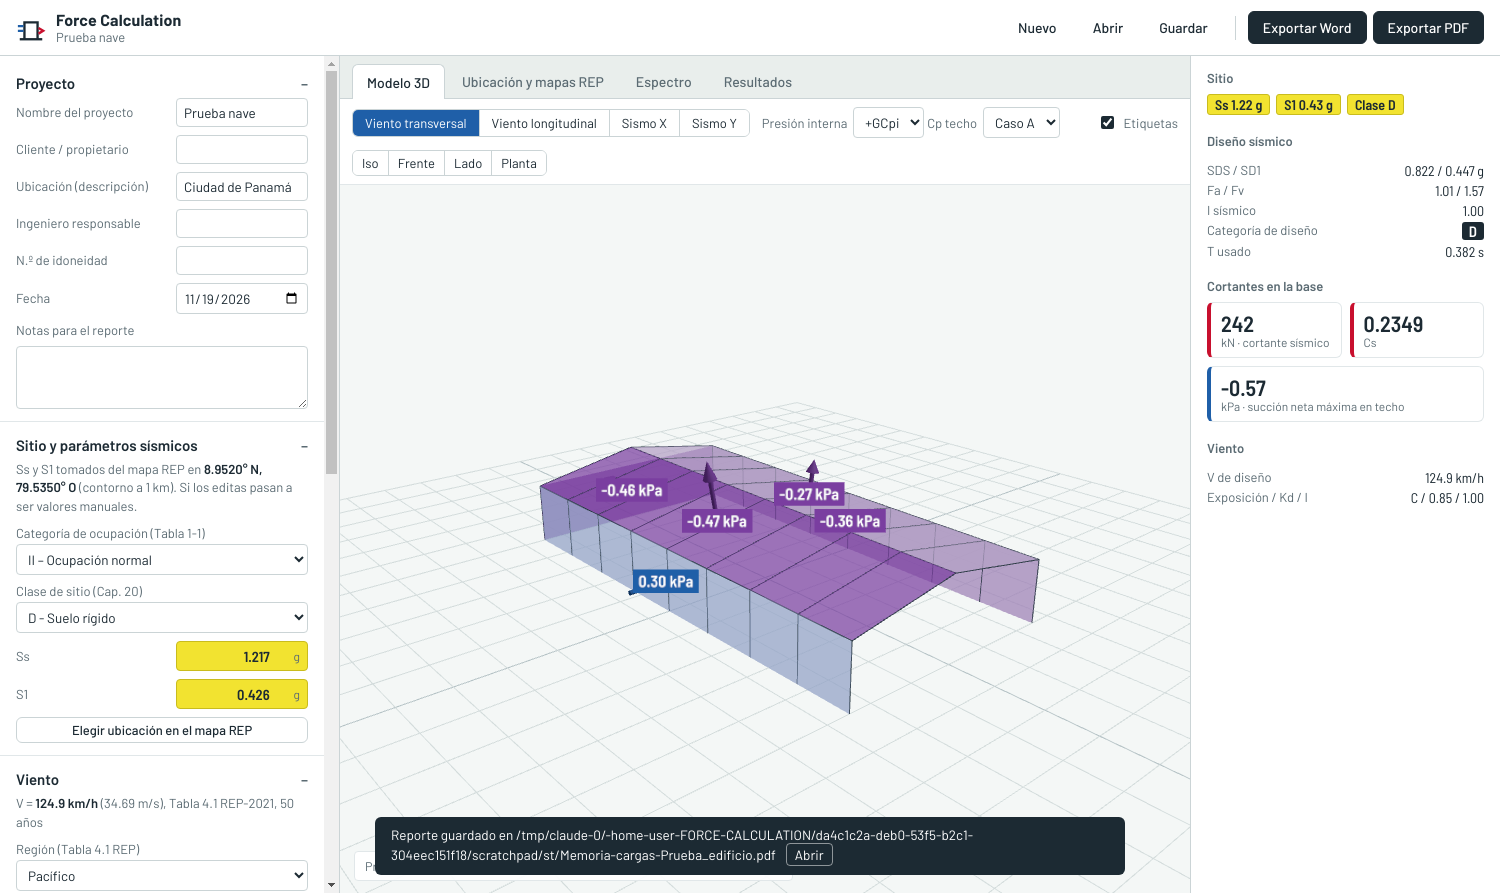 Force Calculation
Prueba nave
Nuevo
Abrir
Guardar
Exportar Word
Exportar PDF
Proyecto –
Nombre del proyecto Prueba nave
Cliente / propietario
Ubicación (descripción) Ciudad de Panamá
Ingeniero responsable
N.º de idoneidad
Fecha 11/19/2026
Notas para el reporte
Sitio y parámetros sísmicos –
Ss y S1 tomados del mapa REP en 8.9520° N,
79.5350° O (contorno a 1 km). Si los editas pasan a
ser valores manuales.
Categoría de ocupación (Tabla 1-1)
II – Ocupación normal
Clase de sitio (Cap. 20)
D - Suelo rígido
Ss 1.217 g
S1 0.426 g
Elegir ubicación en el mapa REP
Viento –
V = 124.9 km/h (34.69 m/s), Tabla 4.1 REP-2021, 50
años
Región (Tabla 4.1 REP)
Pacífico
Modelo 3D
Ubicación y mapas REP
Espectro
Resultados
Viento transversal
Viento longitudinal
Sismo X
Sismo Y
Presión interna +GCpi
Cp techo Caso A
Etiquetas
Iso
Frente
Lado
Planta
-0.46 kPa
-0.27 kPa
-0.47 kPa
-0.36 kPa
0.30 kPa
Reporte guardado en /tmp/claude-0/-home-user-FORCE-CALCULATION/da4c1c2a-deb0-53f5-b2c1-
304eec151f18/scratchpad/st/Memoria-cargas-Prueba_edificio.pdf Abrir
Sitio
Ss 1.22 g
S1 0.43 g
Clase D
Diseño sísmico
SDS / SD1 0.822 / 0.447 g
Fa / Fv 1.01 / 1.57
I sísmico 1.00
Categoría de diseño D
T usado 0.382 s
Cortantes en la base
242
kN · cortante sísmico
0.2349
Cs
-0.57
kPa · succión neta máxima en techo
Viento
V de diseño 124.9 km/h
Exposición / Kd / I C / 0.85 / 1.00